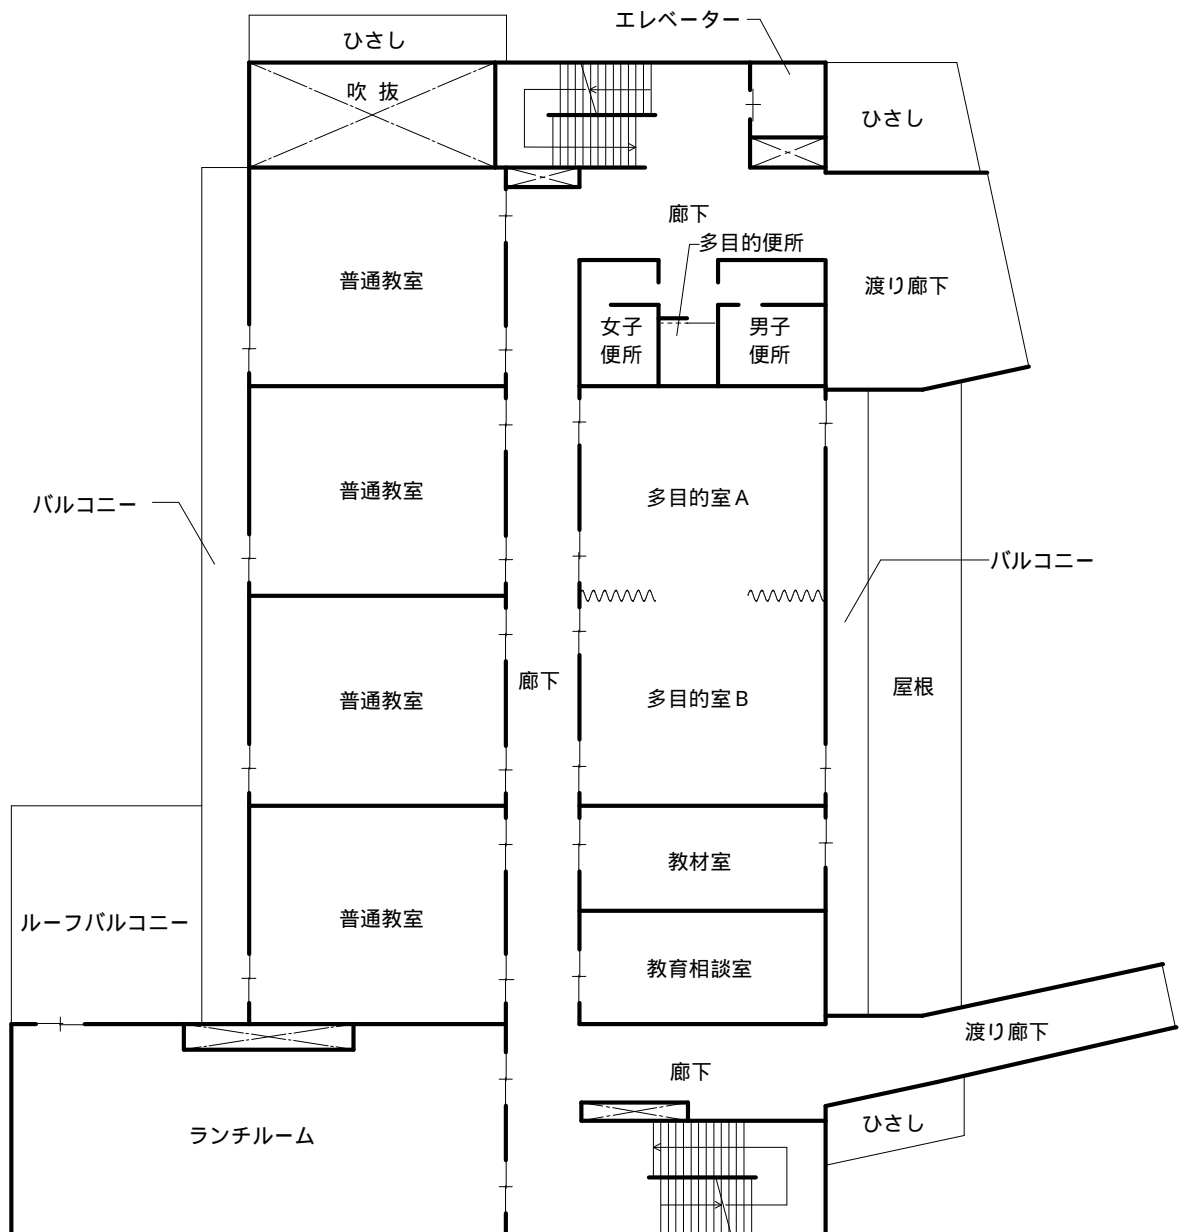 エレベーター
ひさし
吹 抜
ひさし
廊下
多目的便所
普通教室
渡り廊下
女子
便所
男子
便所
普通教室
多目的室A
バルコニー
バルコニー
廊下
屋根
普通教室
多目的室B
教材室
ルーフバルコニー
普通教室
教育相談室
渡り廊下
廊下
ランチルーム
ひさし